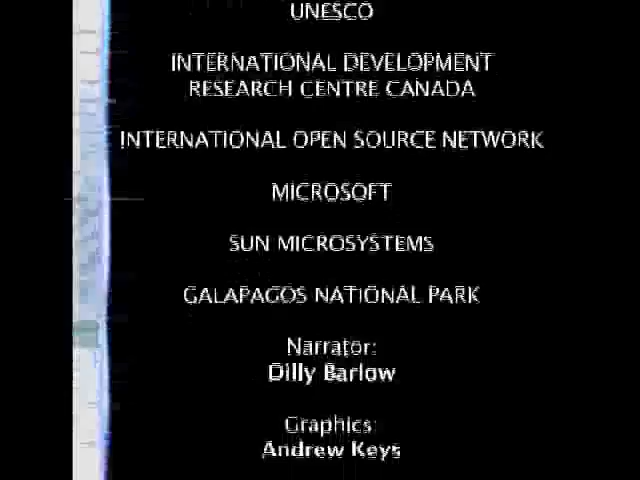 UNESCO
INTERNATIONAL DEVELOPMENT
RESEARCH CENTRE CANADA
INTERNATIONAL OPEN SOURCE NETWORK
MICROSOFT
SUN MICROSYSTEMS
GALAPAGOS NATIONAL PARK
Narrator:
Dilly Barlow
Graphics:
Andrew Keys